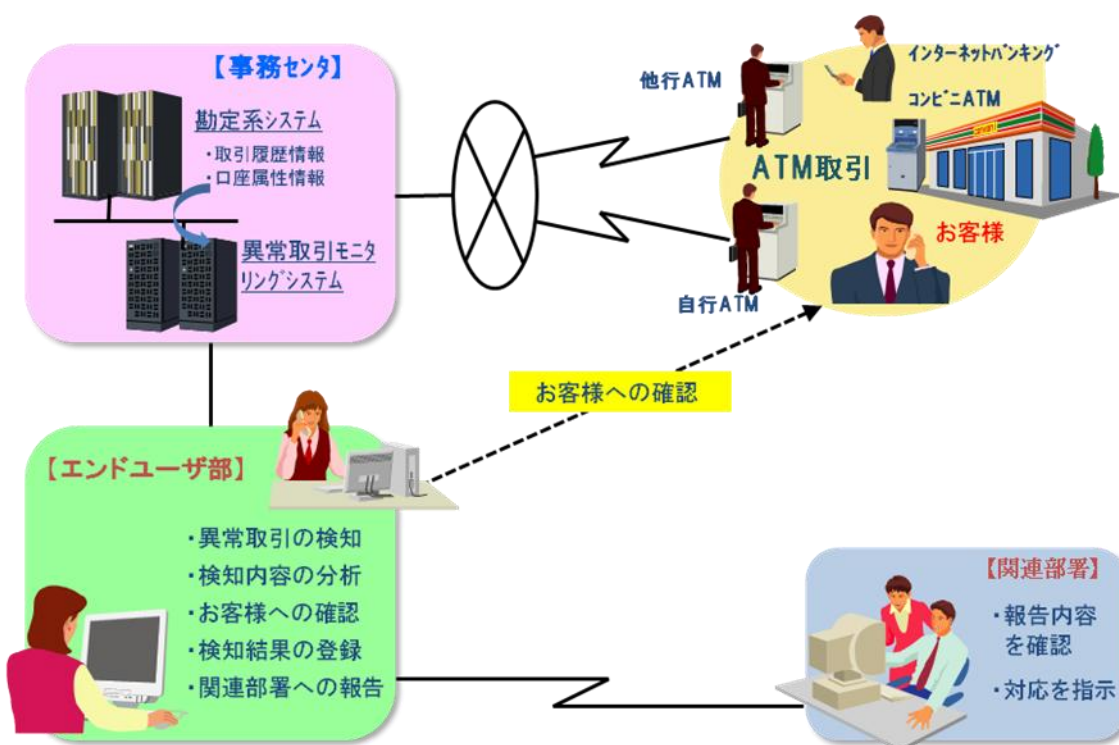 【事務センタ】
勘定系システム
・取引履歴情報
・口座属性情報
異常取引モニタ
リングシステム
他行ATM
インターネットバンキング
コンビニATM
ATM取引
お客様
自行ATM
お客様への確認
【エンドユーザ部】
・異常取引の検知
・検知内容の分析
・お客様への確認
・検知結果の登録
・関連部署への報告
【関連部署】
・報告内容
を確認
・対応を指示